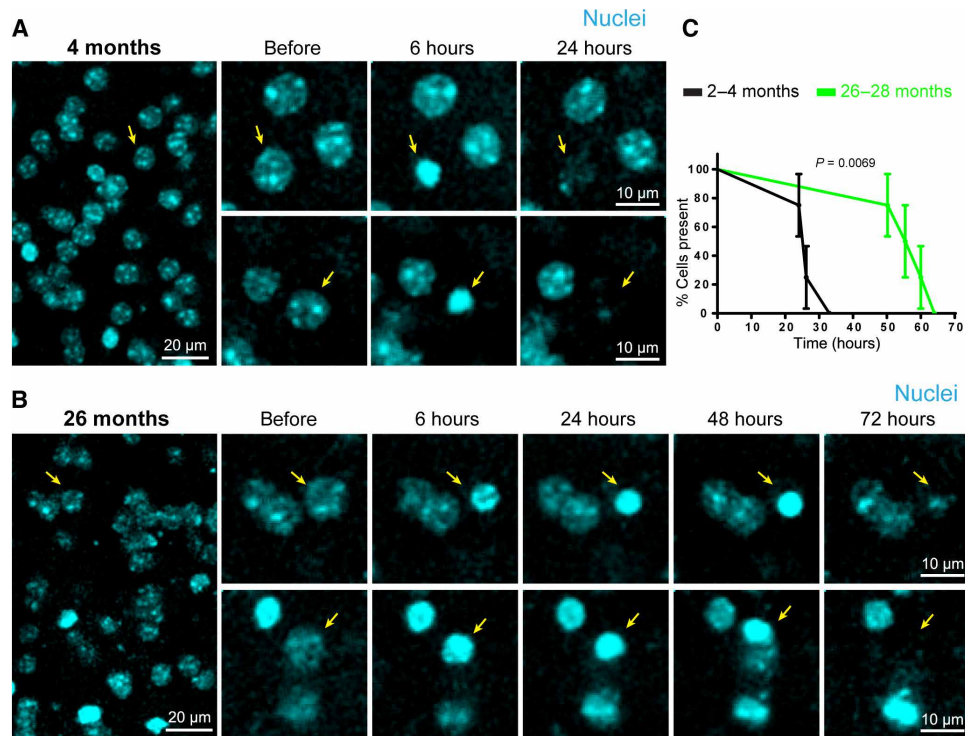 A
Nuclei
4 months
Before
6 hours
24 hours
20 µm
10 µm
10 µm
C
2–4 months
26–28 months
P = 0.0069
% Cells present
100
80
60
40
20
0
0 10 20 30 40 50 60 70
Time (hours)
B
Nuclei
26 months
Before
6 hours
24 hours
48 hours
72 hours
20 µm
10 µm
10 µm